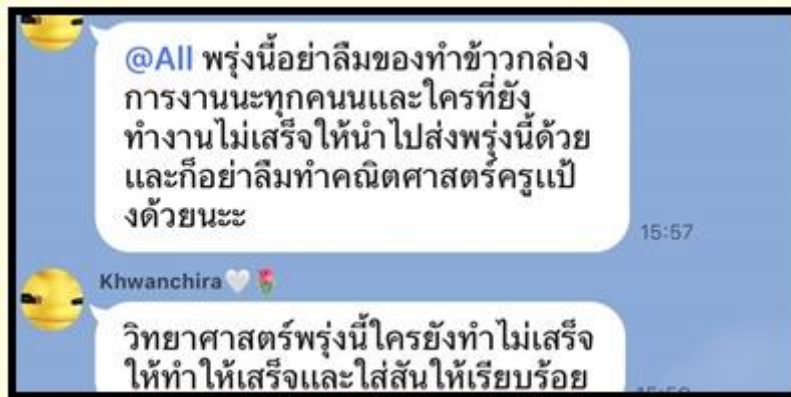 @All พรุ่งนี้อย่าลืมของทำข้าวกล่อง
การงานนะทุกคนนและใครที่ยัง
ทำงานไม่เสร็จให้นำไปส่งพรุ่งนี้ด้วย
และก็อย่าลืมทำคณิตศาสตร์ครูแป้
งด้วยนะะ
15:57
Khwanchira🤍🌷
วิทยาศาสตร์พรุ่งนี้ใครยังทำไม่เสร็จ
ให้ทำให้เสร็จและใส่สันให้เรียบร้อย